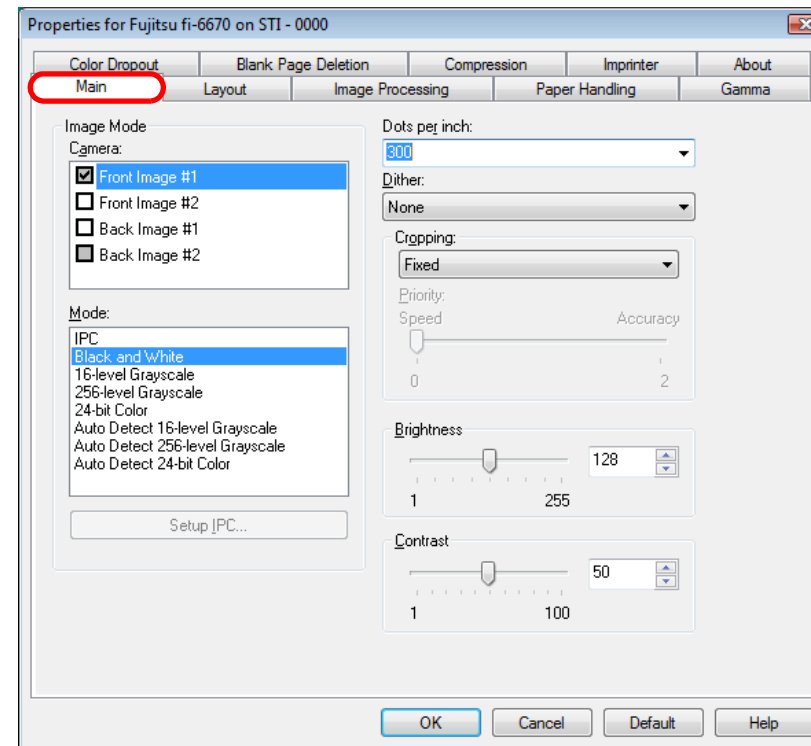 Properties for Fujitsu fi-6670 on STI - 0000
Color Dropout Blank Page Deletion Compression Imprinter About
Main Layout Image Processing Paper Handling Gamma
Image Mode
Camera:
Front Image #1
Front Image #2
Back Image #1
Back Image #2
Mode:
IPC
Black and White
16-level Grayscale
256-level Grayscale
24-bit Color
Auto Detect 16-level Grayscale
Auto Detect 256-level Grayscale
Auto Detect 24-bit Color
Setup IPC...
Dots per inch:
300
Dither:
None
Cropping:
Fixed
Priority:
Speed Accuracy
0 2
Brightness
128
1 255
Contrast
50
1 100
OK Cancel Default Help